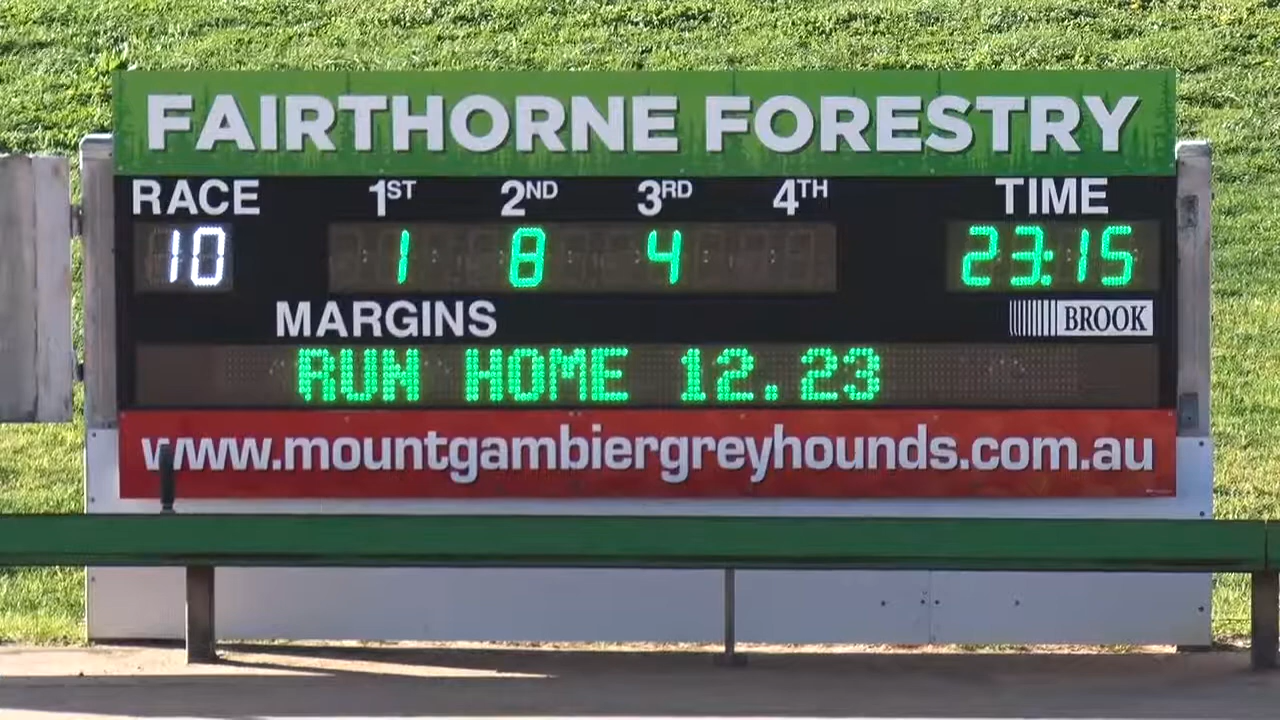 FAIRTHORNE FORESTRY
RACE 1ST 2ND 3RD 4TH TIME
10 1 8 4 23:15
MARGINS BROOK
RUN HOME 12.23
www.mountgambiergreyhounds.com.au